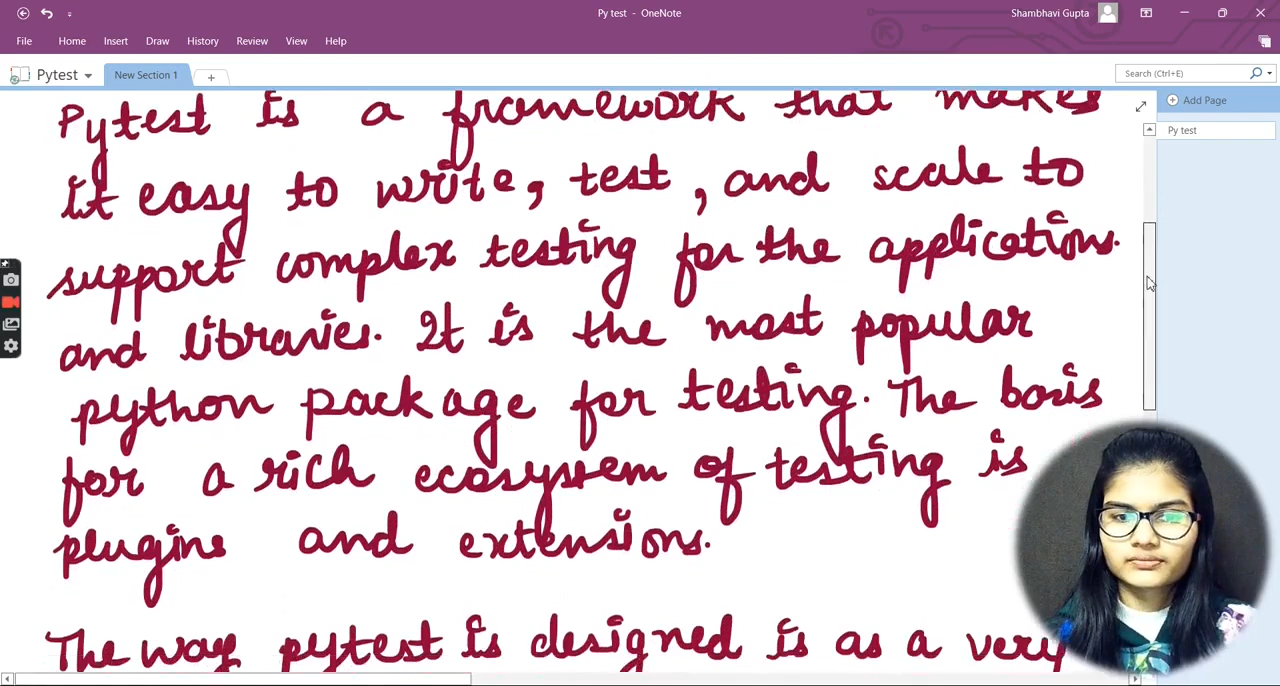 Py test - OneNote
Shambhavi Gupta
File Home Insert Draw History Review View Help
Pytest
New Section 1
+
Search (Ctrl+E)
Add Page
Py test
Pytest is a framework that makes
it easy to write, test, and scale to
support complex testing for the applications.
and libraries. It is the most popular
python package for testing. The basis
for a rich ecosystem of testing is
plugins and extensions.
The way pytest is designed is as a very